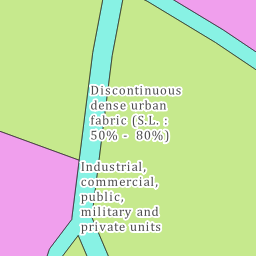 Discontinuous
dense urban
fabric (S.L. :
50% - 80%)
Industrial,
commercial,
public,
military and
private units